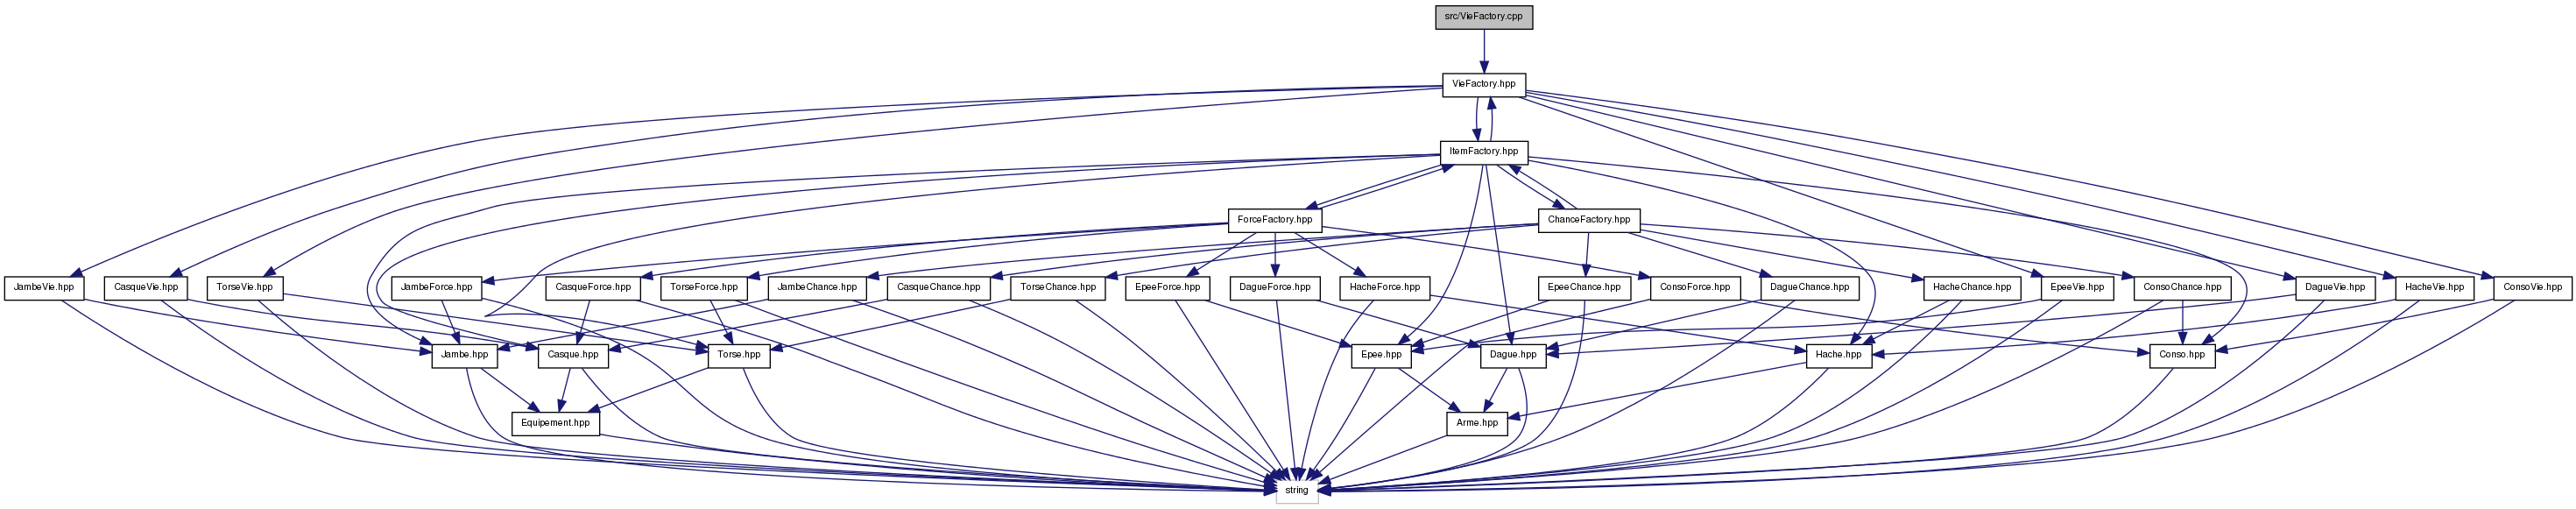 src/VieFactory.cpp
VieFactory.hpp
ItemFactory.hpp
ForceFactory.hpp
ChanceFactory.hpp
JambeVie.hpp
CasqueVie.hpp
TorseVie.hpp
JambeForce.hpp
CasqueForce.hpp
TorseForce.hpp
JambeChance.hpp
CasqueChance.hpp
TorseChance.hpp
EpeeForce.hpp
DagueForce.hpp
HacheForce.hpp
EpeeChance.hpp
ConsoForce.hpp
DagueChance.hpp
HacheChance.hpp
EpeeVie.hpp
ConsoChance.hpp
DagueVie.hpp
HacheVie.hpp
ConsoVie.hpp
Jambe.hpp
Casque.hpp
Torse.hpp
Epee.hpp
Dague.hpp
Hache.hpp
Conso.hpp
Equipement.hpp
Arme.hpp
string